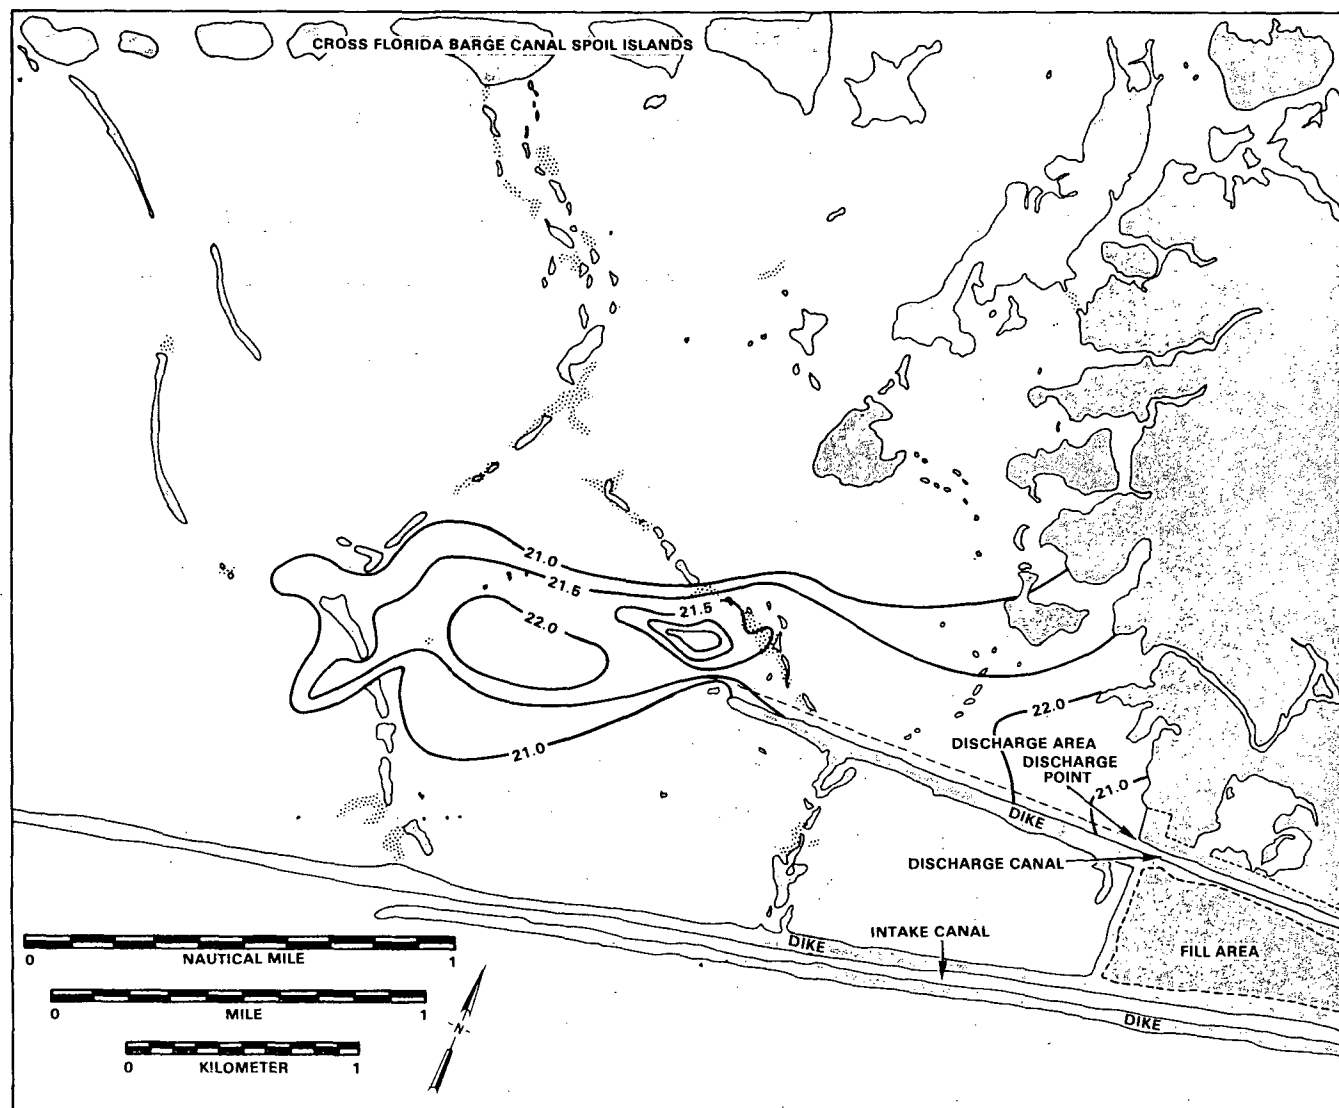 CROSS FLORIDA BARGE CANAL SPOIL ISLANDS
21.0
21.5
22.0
21.5
21.0
22.0
DISCHARGE AREA
DISCHARGE
POINT
21.0
DIKE
DISCHARGE CANAL
INTAKE CANAL
DIKE
FILL AREA
DIKE
0 NAUTICAL MILE 1
0 MILE 1
0 KILOMETER 1
N